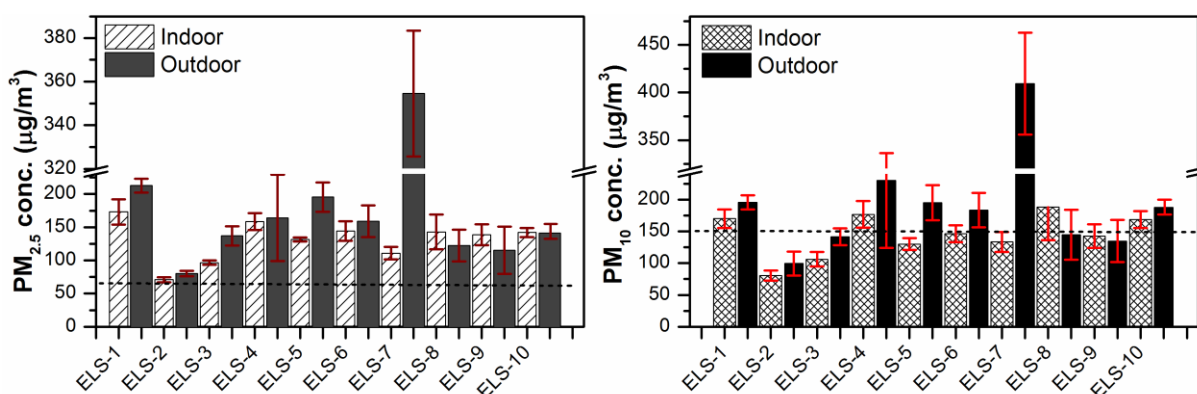 PM2.5 conc. (μg/m³)
380
360
340
320
200
150
100
50
0
Indoor
Outdoor
ELS-1
ELS-2
ELS-3
ELS-4
ELS-5
ELS-6
ELS-7
ELS-8
ELS-9
ELS-10
PM10 conc. (μg/m³)
450
400
350
200
150
100
50
0
Indoor
Outdoor
ELS-1
ELS-2
ELS-3
ELS-4
ELS-5
ELS-6
ELS-7
ELS-8
ELS-9
ELS-10